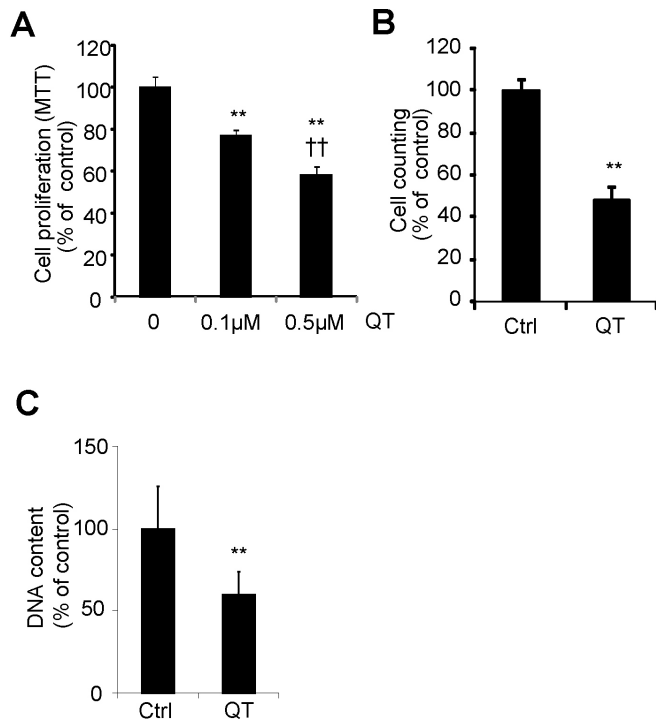 A
Cell proliferation (MTT)
(% of control)
120
100
80
60
40
20
0
**
**
††
0 0.1µM 0.5µM QT
B
Cell counting
(% of control)
120
100
80
60
40
20
0
**
Ctrl QT
C
DNA content
(% of control)
150
100
50
0
**
Ctrl QT